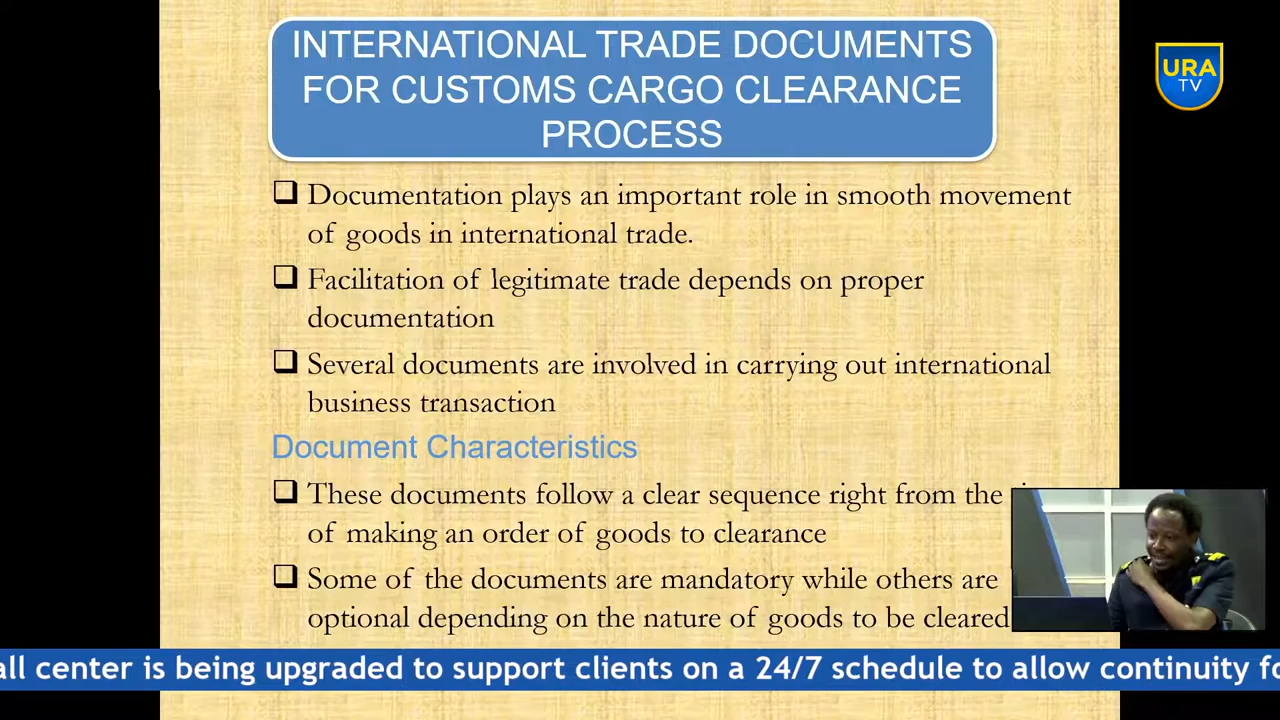 INTERNATIONAL TRADE DOCUMENTS
FOR CUSTOMS CARGO CLEARANCE
PROCESS
URA
TV
Documentation plays an important role in smooth movement
of goods in international trade.
Facilitation of legitimate trade depends on proper
documentation
Several documents are involved in carrying out international
business transaction
Document Characteristics
These documents follow a clear sequence right from the
of making an order of goods to clearance
Some of the documents are mandatory while others are
optional depending on the nature of goods to be cleared
center is being upgraded to support clients on a 24/7 schedule to allow continuity